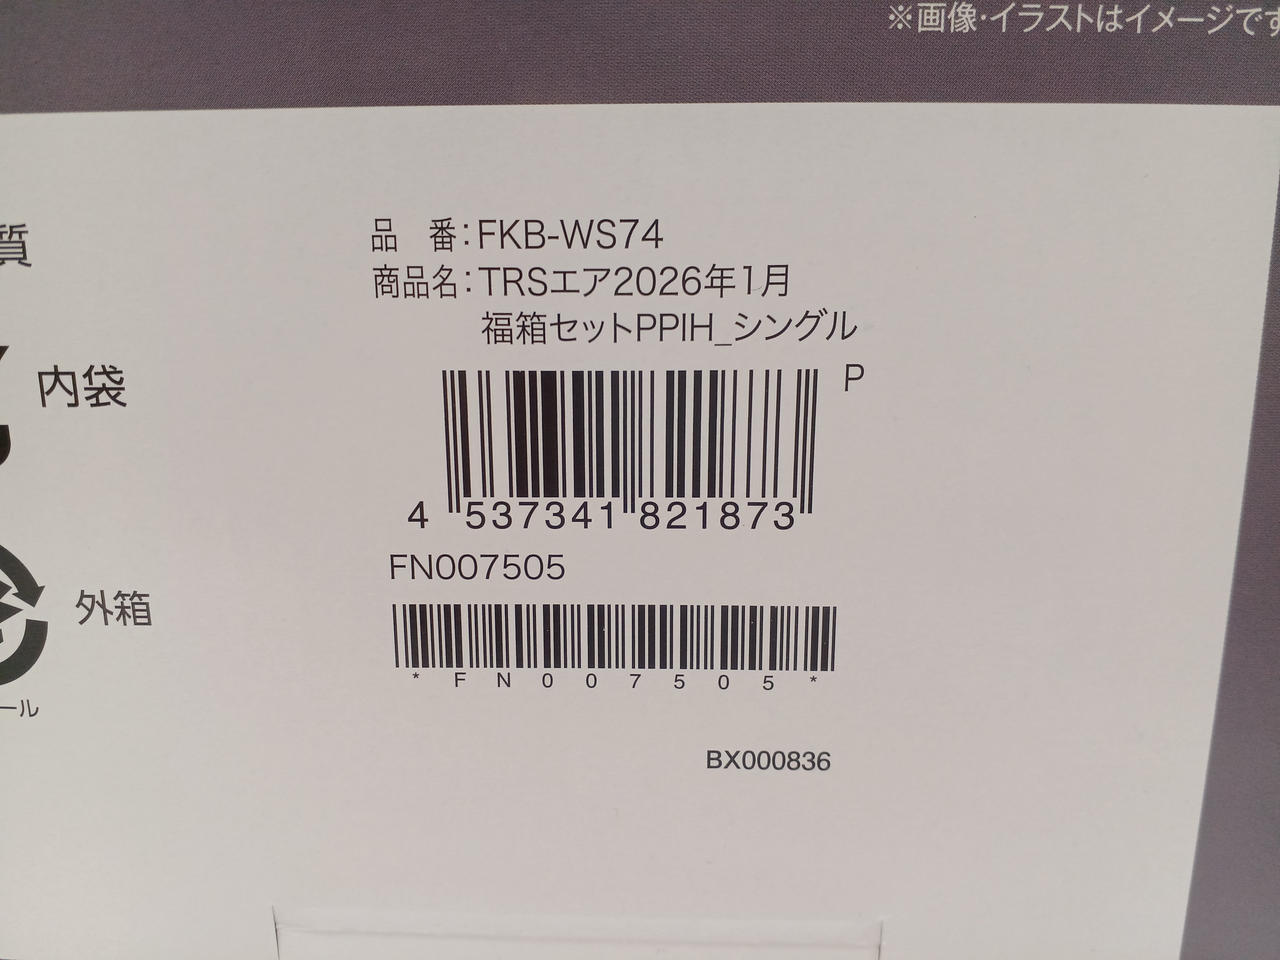 ※画像・イラストはイメージです
質
品　番：FKB-WS74
商品名：TRSエア2026年1月
福箱セットPPIH_シングル
内袋
P
4 537341 821873
FN007505
外箱
*FN007505*
ール
BX000836